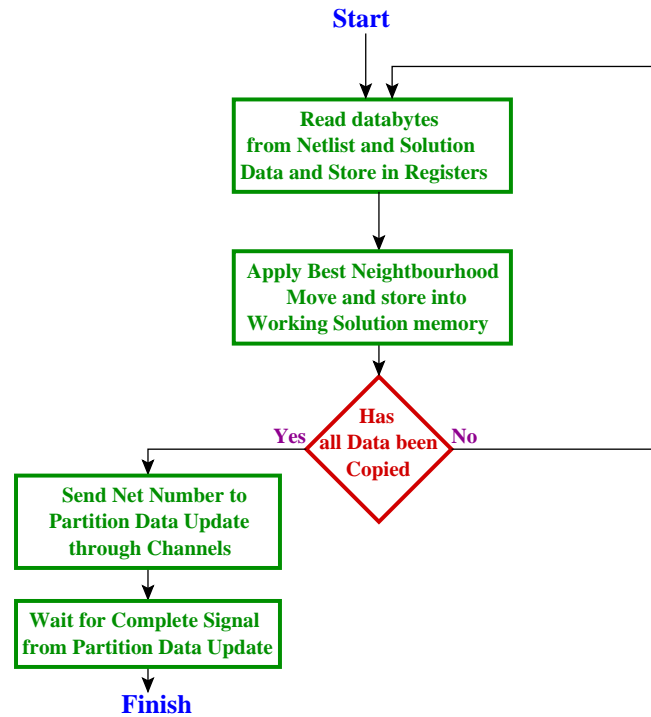 Start
Read databytes
from Netlist and Solution
Data and Store in Registers
Apply Best Neightbourhood
Move and store into
Working Solution memory
Has
all Data been
Copied
Yes
No
Send Net Number to
Partition Data Update
through Channels
Wait for Complete Signal
from Partition Data Update
Finish